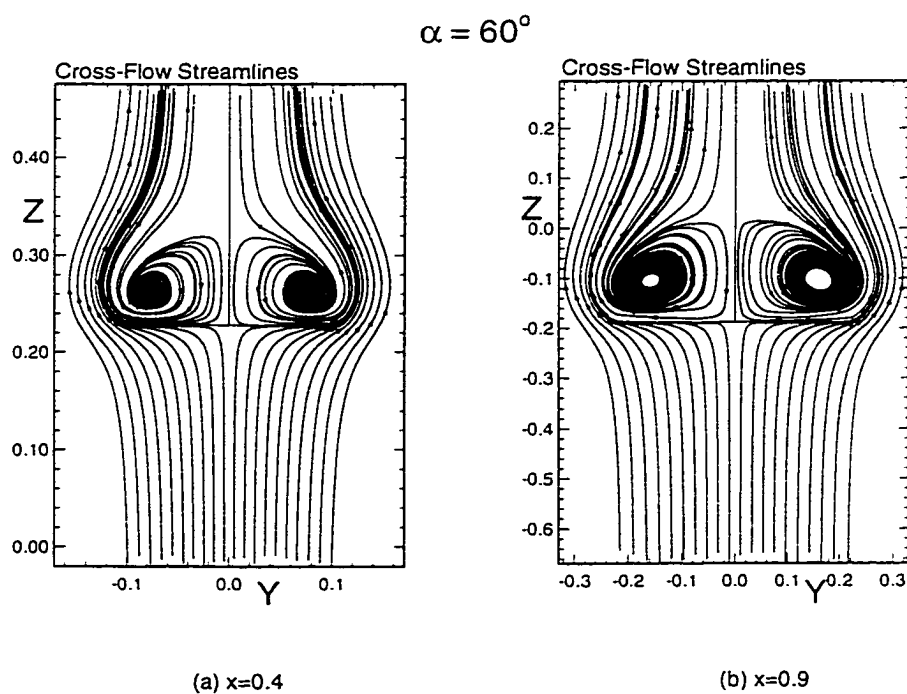 α = 60°
Cross-Flow Streamlines
0.40
Z
0.30
0.20
0.10
0.00
-0.1
0.0
0.1
Y
(a) x=0.4
Cross-Flow Streamlines
0.2
0.1
Z
0.0
-0.1
-0.2
-0.3
-0.4
-0.5
-0.6
-0.3
-0.2
-0.1
0.0
0.1
0.2
0.3
Y
(b) x=0.9